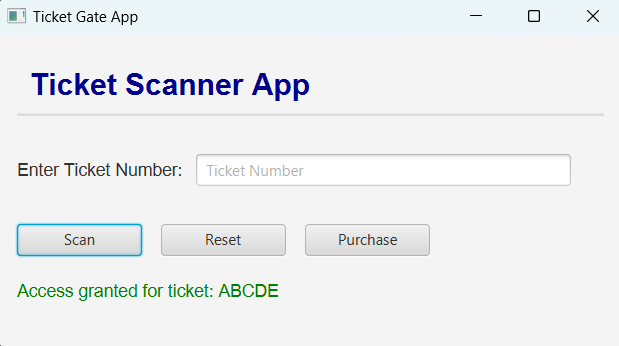 Ticket Gate App
Ticket Scanner App
Enter Ticket Number: Ticket Number
Scan Reset Purchase
Access granted for ticket: ABCDE